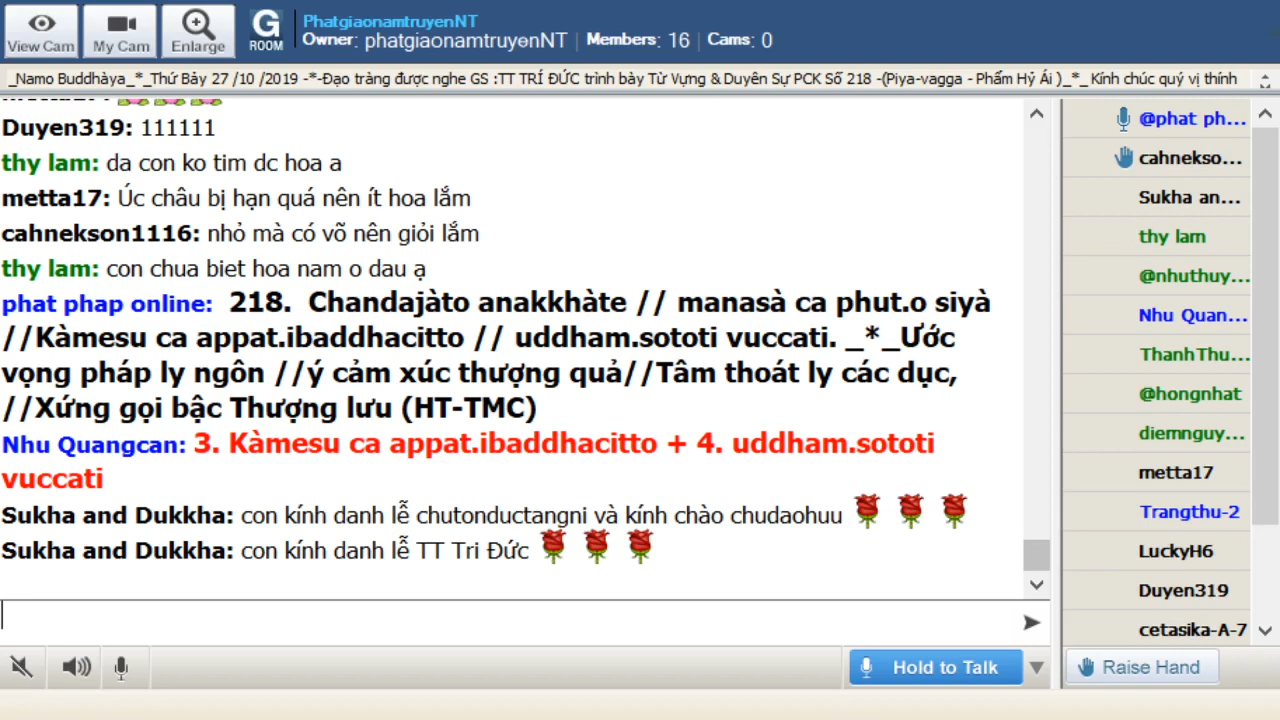 View Cam
My Cam
Enlarge
G
ROOM
PhatgiaonamtruyenNT
Owner: phatgiaonamtruyenNT | Members: 16 | Cams: 0
_Namo Buddhàya_*_Thứ Bảy 27 /10 /2019 -*-Đạo tràng được nghe GS :TT TRÍ ĐỨC trình bày Từ Vựng & Duyên Sự PCK Số 218 -(Piya-vagga - Phẩm Hỷ Ái )_*_ Kính chúc quý vị thính
Duyen319: 111111
thy lam: da con ko tim dc hoa a
metta17: Úc châu bị hạn quá nên ít hoa lắm
cahnekson1116: nhỏ mà có võ nên giỏi lắm
thy lam: con chua biet hoa nam o dau ạ
phat phap online: 218. Chandajàto anakkhàte // manasà ca phut.o siyà
//Kàmesu ca appat.ibaddhacitto // uddham.sototi vuccati. _*_Ước
vọng pháp ly ngôn //ý cảm xúc thượng quả//Tâm thoát ly các dục,
//Xứng gọi bậc Thượng lưu (HT-TMC)
Nhu Quangcan: 3. Kàmesu ca appat.ibaddhacitto + 4. uddham.sototi
vuccati
Sukha and Dukkha: con kính danh lễ chutonductangni và kính chào chudaohuu
Sukha and Dukkha: con kính danh lễ TT Tri Đức
Hold to Talk
@phat ph...
cahnekso...
Sukha an...
thy lam
@nhuthuy...
Nhu Quan...
ThanhThu...
@hongnhat
diemnguy...
metta17
Trangthu-2
LuckyH6
Duyen319
cetasika-A-7
Raise Hand